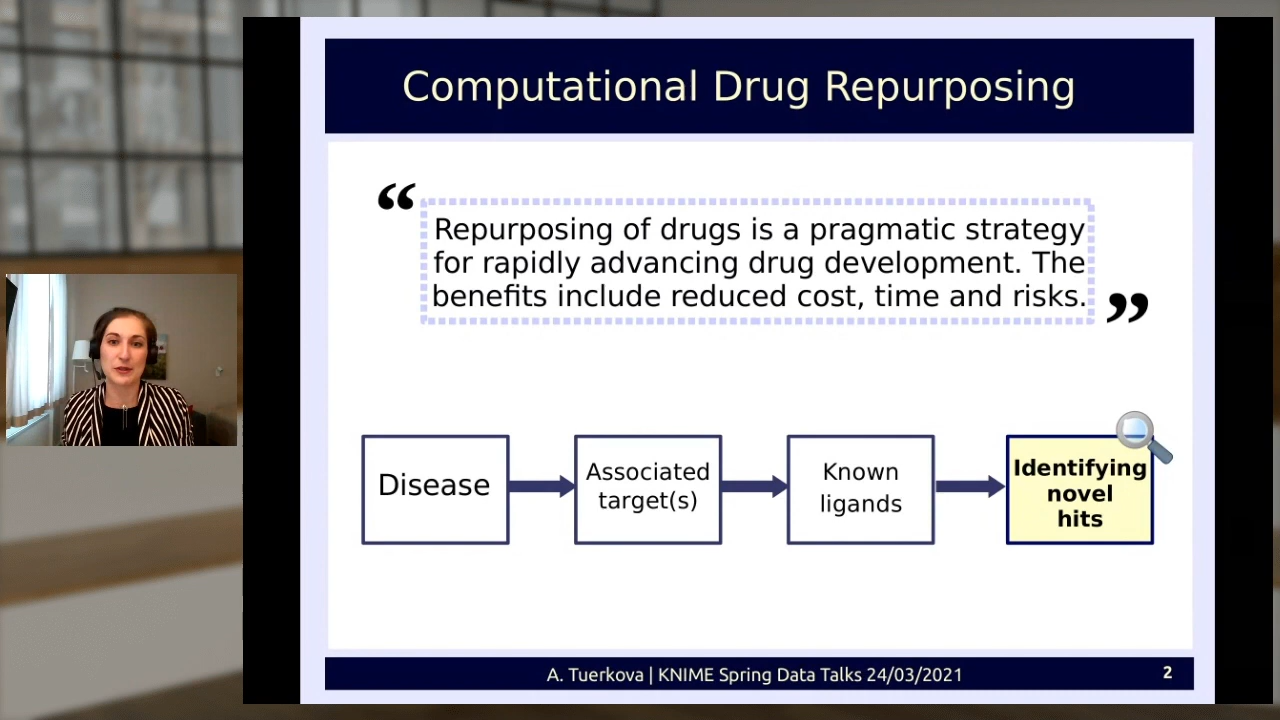 Computational Drug Repurposing
“Repurposing of drugs is a pragmatic strategy
for rapidly advancing drug development. The
benefits include reduced cost, time and risks.”
Disease
Associated
target(s)
Known
ligands
Identifying
novel
hits
A. Tuerkova | KNIME Spring Data Talks 24/03/2021
2